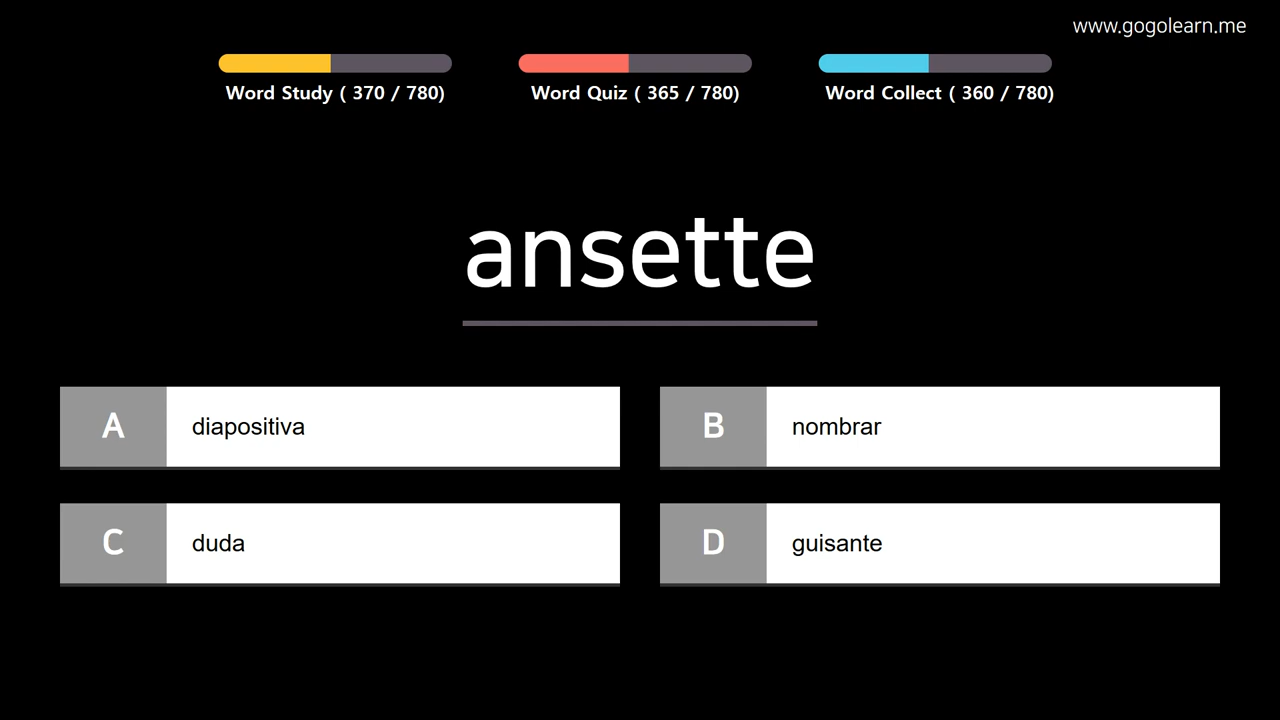 www.gogolearn.me
Word Study ( 370 / 780)
Word Quiz ( 365 / 780)
Word Collect ( 360 / 780)
ansette
A diapositiva
B nombrar
C duda
D guisante